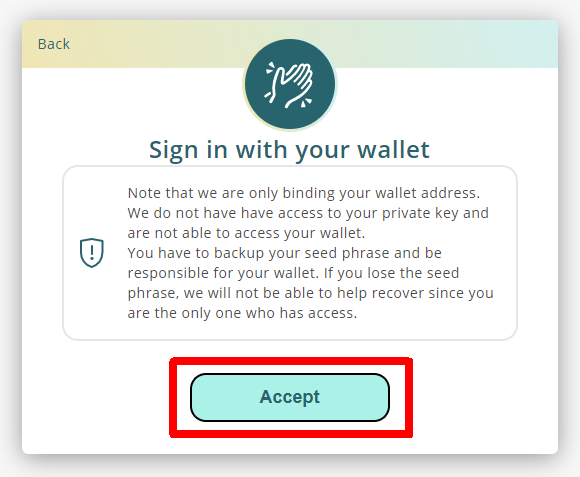 Back
Sign in with your wallet
Note that we are only binding your wallet address.
We do not have have access to your private key and
are not able to access your wallet.
You have to backup your seed phrase and be
responsible for your wallet. If you lose the seed
phrase, we will not be able to help recover since you
are the only one who has access.
Accept